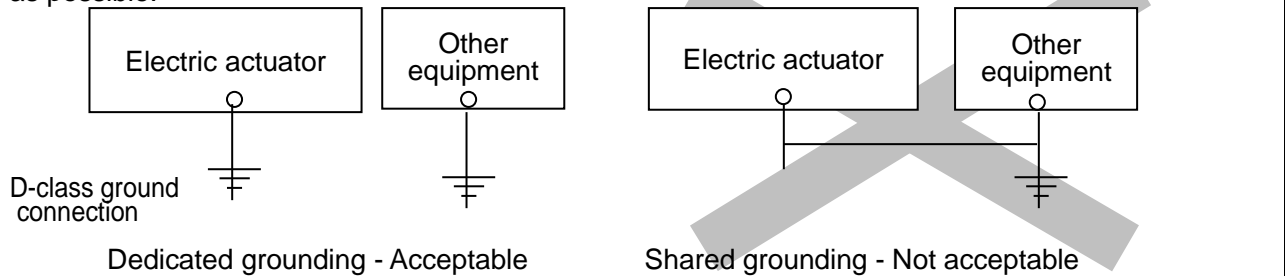 as possible.
Electric actuator
Other
equipment
Electric actuator
Other
equipment
D-class ground
connection
Dedicated grounding - Acceptable
Shared grounding - Not acceptable